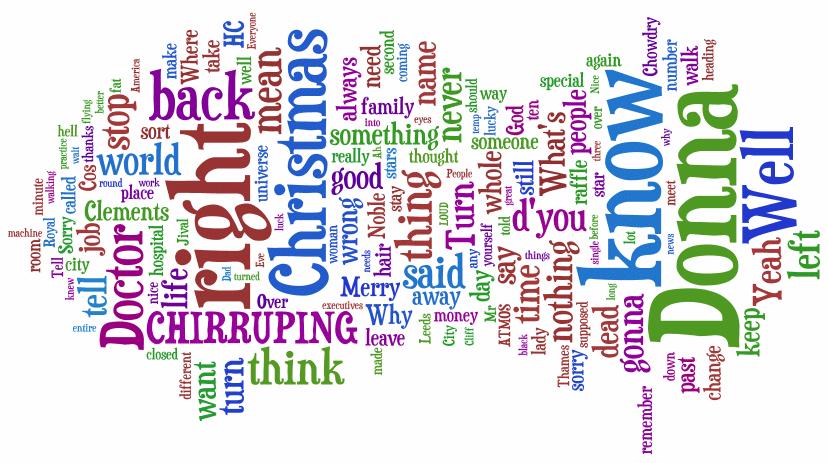 Donna
know
right
Christmas
Well
back
Doctor
CHIRRUPING
think
thing
said
Turn
mean
name
never
something
world
good
d'you
What's
people
nothing
time
say
gonna
dead
Yeah
left
keep
change
past
down
remember
want
turn
different
closed
tell
life
job
Clements
stop
sort
Where
take
make
HC
Everyone
well
America
fat
better
flying
hell
thanks
practice
wait
Cos
round
work
place
called
Sorry
Royal
walking
minute
machine
room
Tell
city
knew
entire
nice
hospital
Jival
Dad
turned
Eve
luck
universe
Over
executives
Merry
needs
woman
wrong
Noble
hair
stay
stars
really
Ah
thought
into
eyes
family
always
need
second
coming
Why
away
leave
made
money
Leeds
City
Cliff
Mr
day
yourself
any
things
LOUD
People
told
great
whole
someone
temp
should
lucky
way
God
ten
still
special
again
Nice
over
three
raffle
star
before
single
lot
long
supposed
Thames
sorry
lady
black
ATMOS
news
meet
why
number
walk
heading
Chowdry